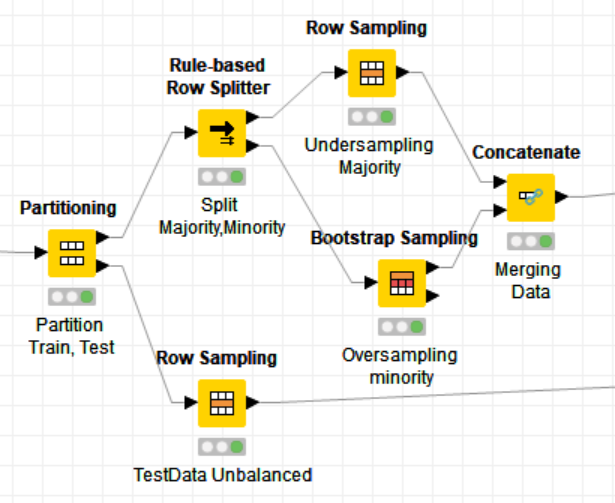 Row Sampling
Undersampling
Majority
Rule-based
Row Splitter
Split
Majority,Minority
Concatenate
Merging
Data
Partitioning
Partition
Train, Test
Bootstrap Sampling
Oversampling
minority
Row Sampling
TestData Unbalanced